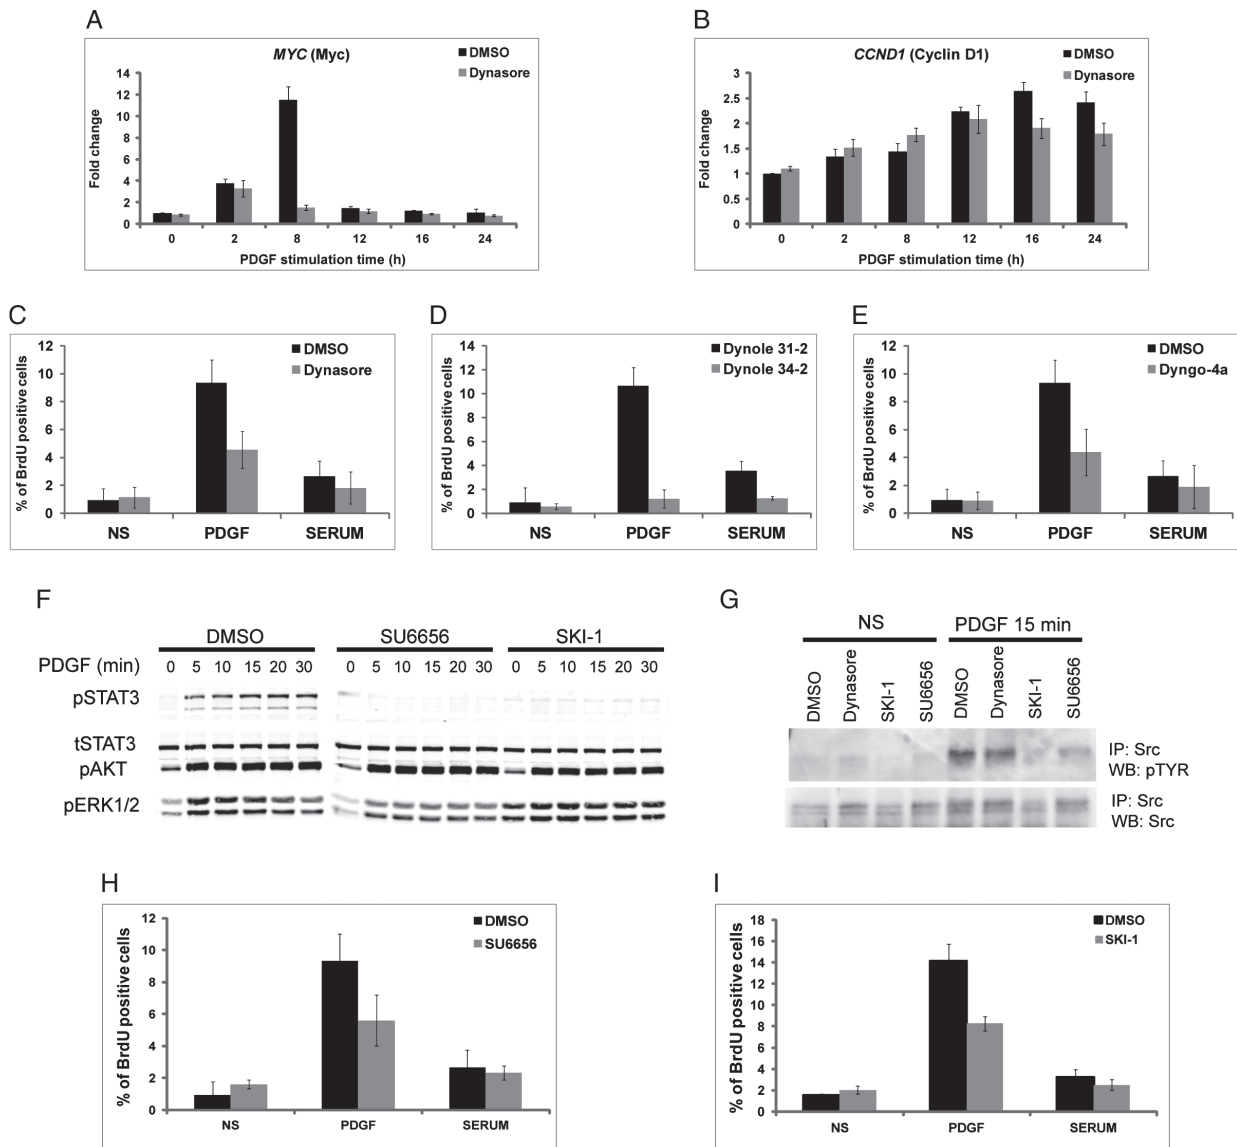 A
MYC (Myc)
DMSO
Dynasore
Fold change
14
12
10
8
6
4
2
0
0 2 8 12 16 24
PDGF stimulation time (h)
B
CCND1 (Cyclin D1)
DMSO
Dynasore
Fold change
3
2.5
2
1.5
1
0.5
0
0 2 8 12 16 24
PDGF stimulation time (h)
C
DMSO
Dynasore
% of BrdU positive cells
12
10
8
6
4
2
0
NS PDGF SERUM
D
Dynole 31-2
Dynole 34-2
% of BrdU positive cells
14
12
10
8
6
4
2
0
NS PDGF SERUM
E
DMSO
Dyngo-4a
% of BrdU positive cells
12
10
8
6
4
2
0
NS PDGF SERUM
F
DMSO SU6656 SKI-1
PDGF (min) 0 5 10 15 20 30 0 5 10 15 20 30 0 5 10 15 20 30
pSTAT3
tSTAT3
pAKT
pERK1/2
G
NS PDGF 15 min
DMSO Dynasore SKI-1 SU6656 DMSO Dynasore SKI-1 SU6656
IP: Src
WB: pTYR
IP: Src
WB: Src
H
DMSO
SU6656
% of BrdU positive cells
12
10
8
6
4
2
0
NS PDGF SERUM
I
DMSO
SKI-1
% of BrdU positive cells
18
16
14
12
10
8
6
4
2
0
NS PDGF SERUM